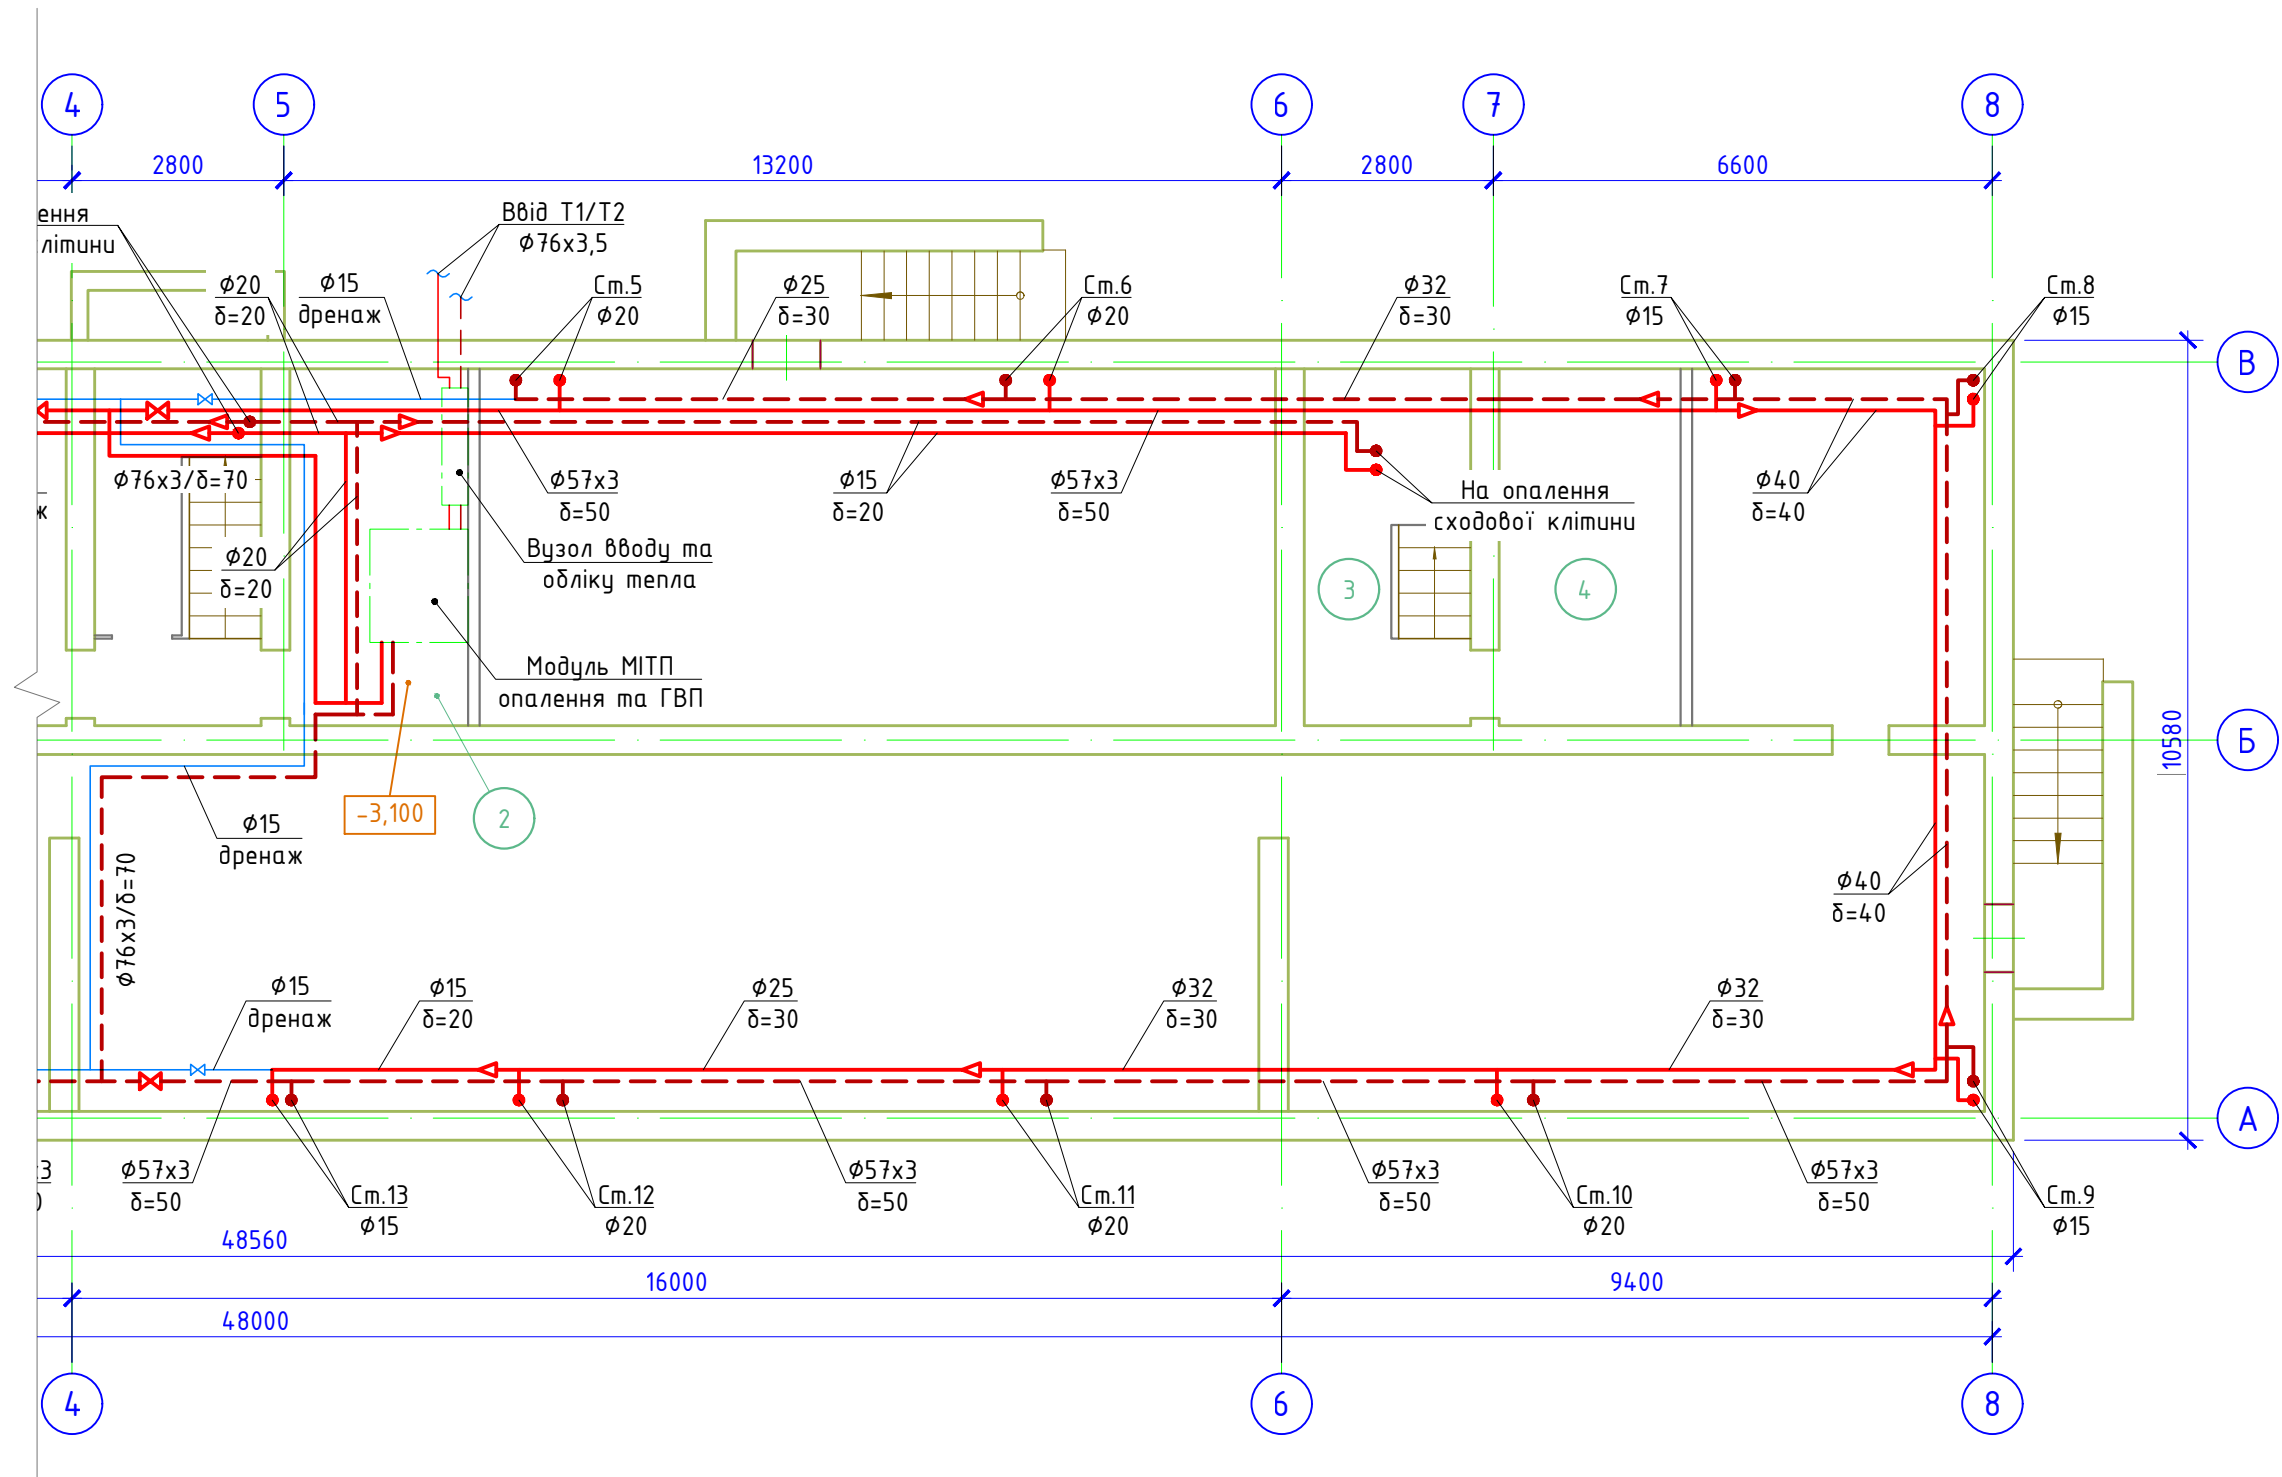 4
5
6
7
8
2800
13200
2800
6600
ення
літини
Ввід Т1/Т2
Ф76х3,5
Ф20
δ=20
Ф15
дренаж
Ст.5
Ф20
Ф25
δ=30
Ст.6
Ф20
Ф32
δ=30
Ст.7
Ф15
Ст.8
Ф15
В
Ф76х3/δ=70
ж
Ф57х3
δ=50
Ф15
δ=20
Ф57х3
δ=50
На опалення
сходової клітини
Ф40
δ=40
Ф20
δ=20
Вузол вводу та
обліку тепла
3
4
Модуль МІТП
опалення та ГВП
10580
Б
-3,100
2
Ф15
дренаж
Ф76х3/δ=70
Ф40
δ=40
Ф15
дренаж
Ф15
δ=20
Ф25
δ=30
Ф32
δ=30
Ф32
δ=30
А
Ф57х3
δ=50
Ст.13
Ф15
Ст.12
Ф20
Ф57х3
δ=50
Ст.11
Ф20
Ф57х3
δ=50
Ст.10
Ф20
Ф57х3
δ=50
Ст.9
Ф15
48560
16000
9400
48000
4
6
8